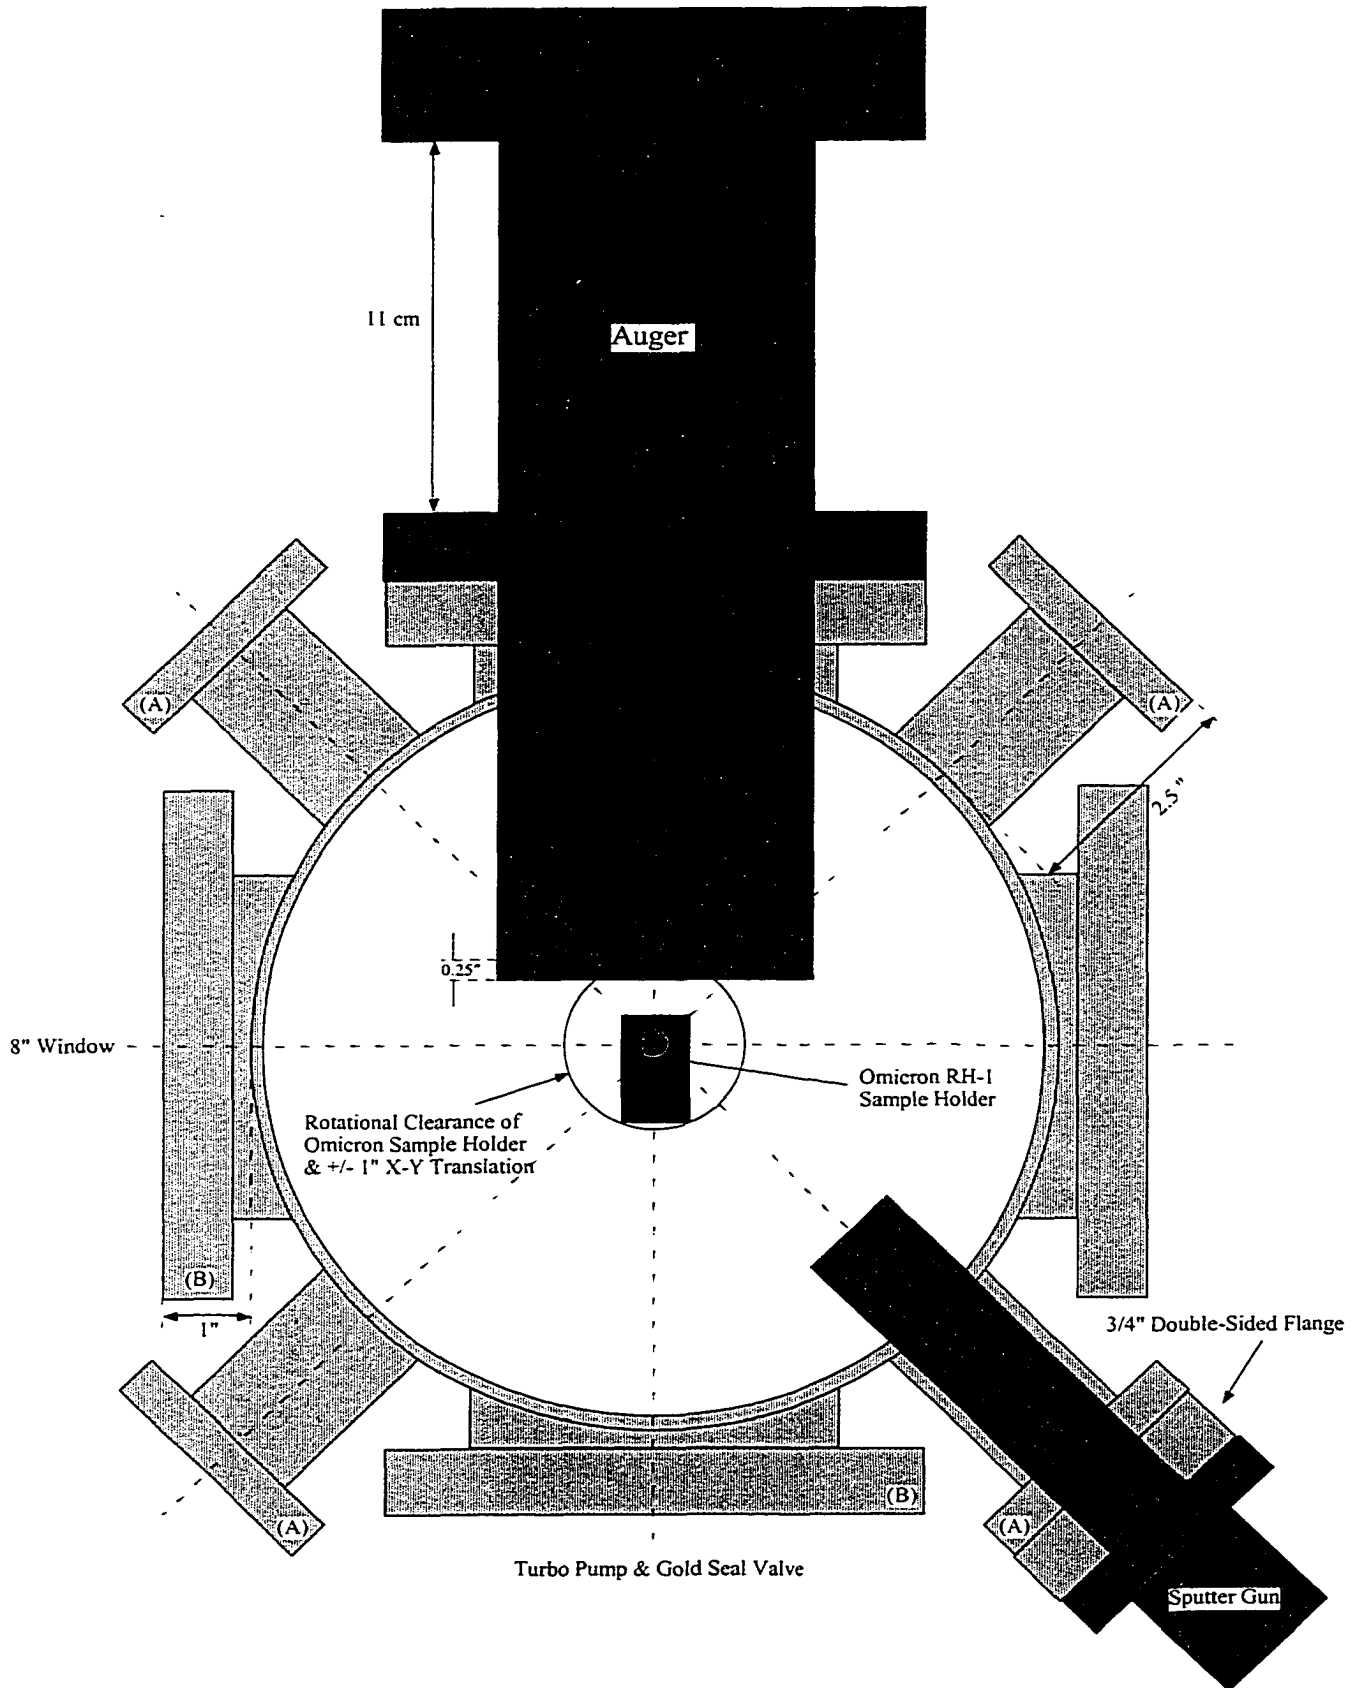 11 cm
Auger
(A)
(A)
2.5"
0.25"
8" Window
Omicron RH-1
Sample Holder
Rotational Clearance of
Omicron Sample Holder
& +/- 1" X-Y Translation
(B)
1"
3/4" Double-Sided Flange
(B)
(A)
(A)
Turbo Pump & Gold Seal Valve
Sputter Gun